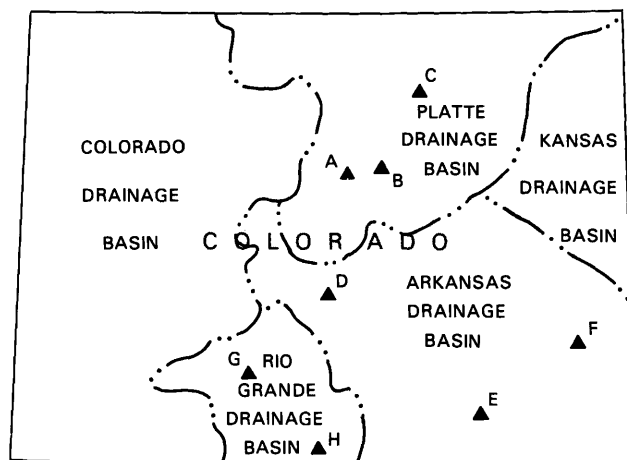 C
PLATTE
DRAINAGE
BASIN
COLORADO
DRAINAGE
BASIN
KANSAS
DRAINAGE
BASIN
A
B
COLORADO
D
ARKANSAS
DRAINAGE
BASIN
F
G
RIO
GRANDE
DRAINAGE
BASIN
E
H